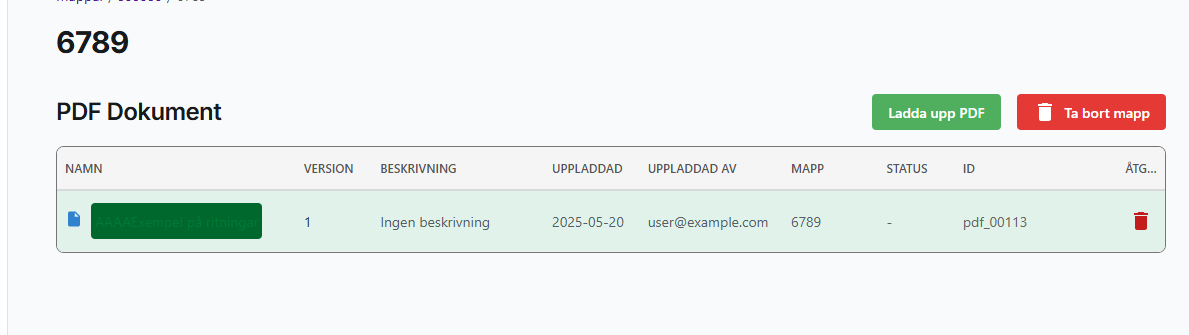 6789
PDF Dokument
Ladda upp PDF
Ta bort mapp
NAMN VERSION BESKRIVNING UPPLADDAD UPPLADDAD AV MAPP STATUS ID ÅTG...
AAAAExempel på ritningar 1 Ingen beskrivning 2025-05-20 user@example.com 6789 - pdf_00113